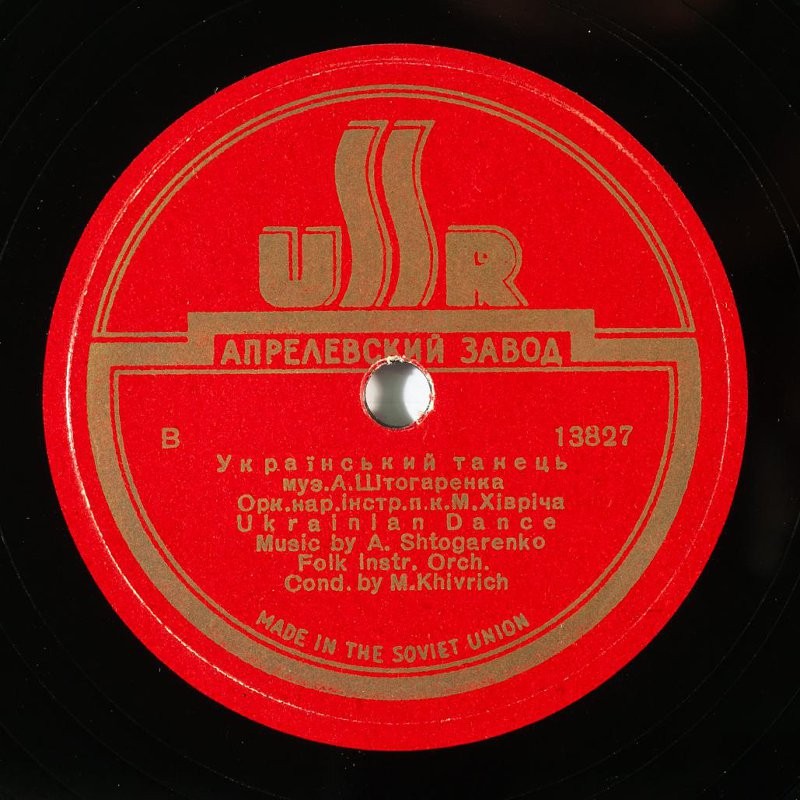 USSR
АПРЕЛЕВСКИЙ ЗАВОД
В 13827
Український танець
муз.А.Штогаренка
Орк.нар.інстр.п.к.М.Хівріча
Ukrainian Dance
Music by A. Shtogarenko
Folk Instr. Orch.
Cond. by M.Khivrich
MADE IN THE SOVIET UNION